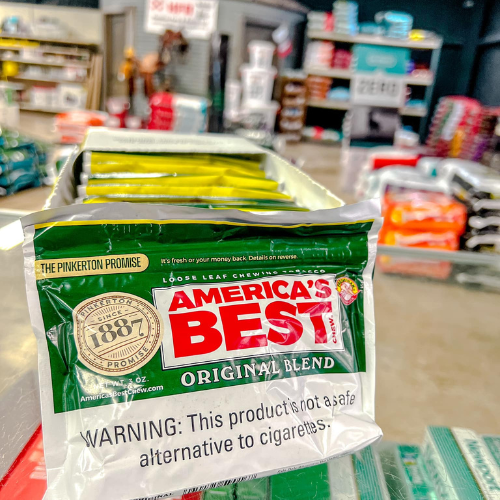 THE PINKERTON PROMISE
It's fresh or your money back. Details on reverse.
LOOSE LEAF CHEWING TOBACCO
AMERICA'S
BEST
CHEW
ORIGINAL BLEND
PINKERTON
SINCE
1887
PROMISE
NET WT. 3 OZ.
AmericasBestChew.com
WARNING: This product is not a safe
alternative to cigarettes.
ZERO